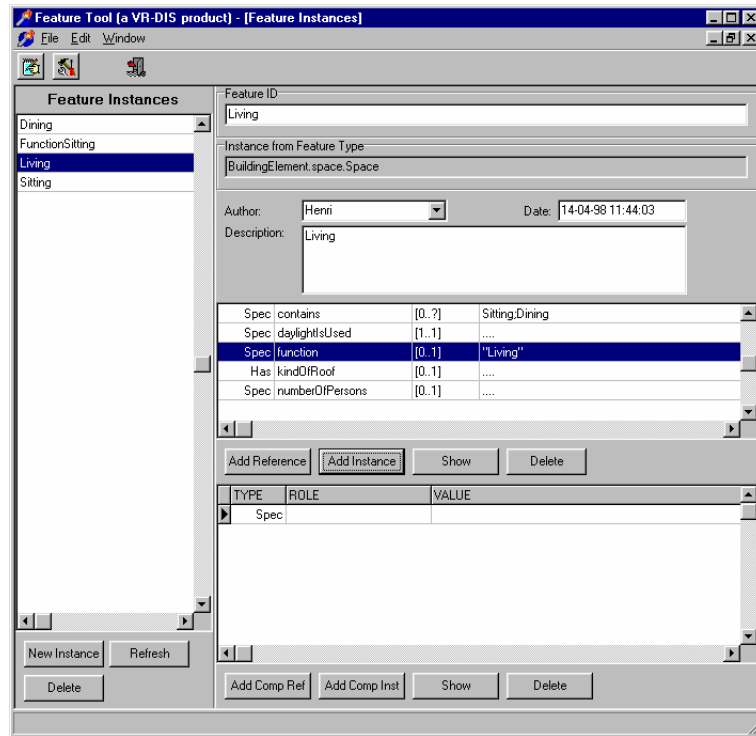 Feature Tool (a VR-DIS product) - [Feature Instances]
File Edit Window
Feature Instances
Dining
FunctionSitting
Living
Sitting
New Instance Refresh
Delete
Feature ID
Living
Instance from Feature Type
BuildingElement.space.Space
Author: Henri Date: 14-04-98 11:44:03
Description: Living
Spec contains [0..?] Sitting;Dining
Spec daylightIsUsed [1..1] ....
Spec function [0..1] "Living"
Has kindOfRoof [0..1] ....
Spec numberOfPersons [0..1] ....
Add Reference Add Instance Show Delete
TYPE ROLE VALUE
Spec
Add Comp Ref Add Comp Inst Show Delete